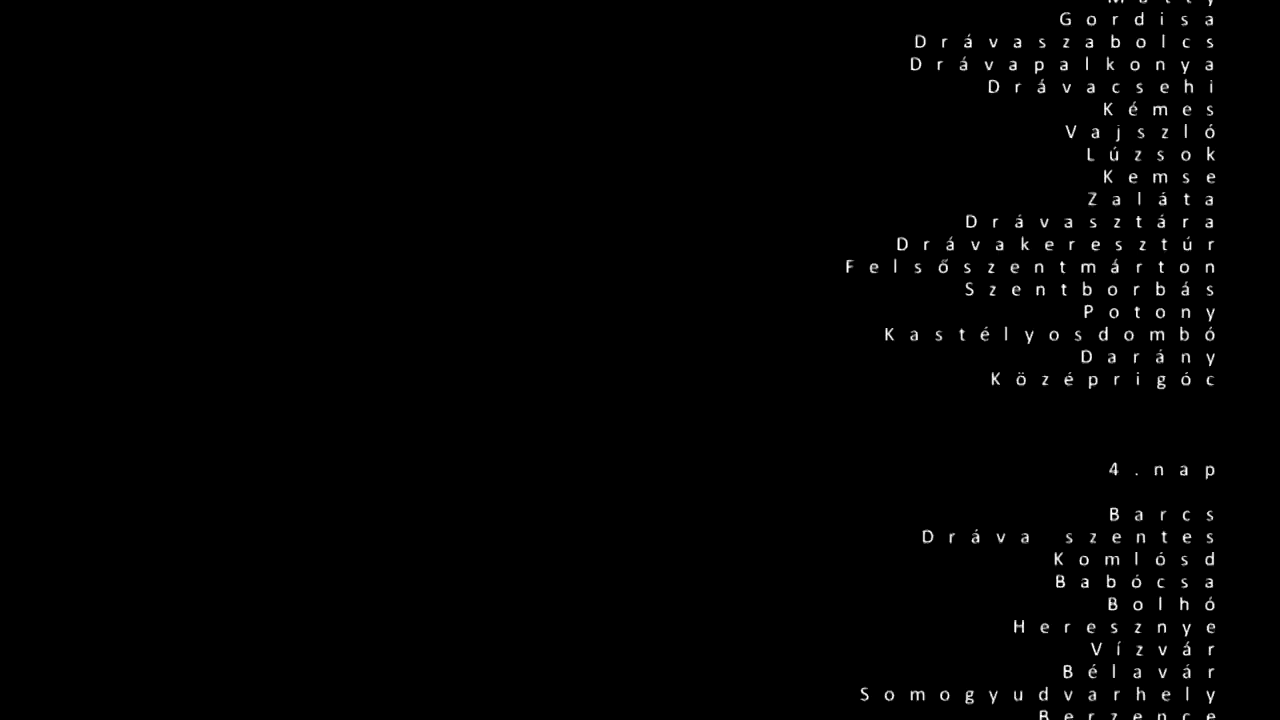 Gordisa
Drávaszabolcs
Drávapalkonya
Drávacsehi
Kémes
Vajszló
Lúzsok
Kemse
Zaláta
Drávasztára
Drávakeresztúr
Felsőszentmárton
Szentborbás
Potony
Kastélyosdombó
Darány
Középrigóc
4.nap
Barcs
Dráva szentes
Komlósd
Babócsa
Bolhó
Heresznye
Vízvár
Bélavár
Somogyudvarhely
Berzence